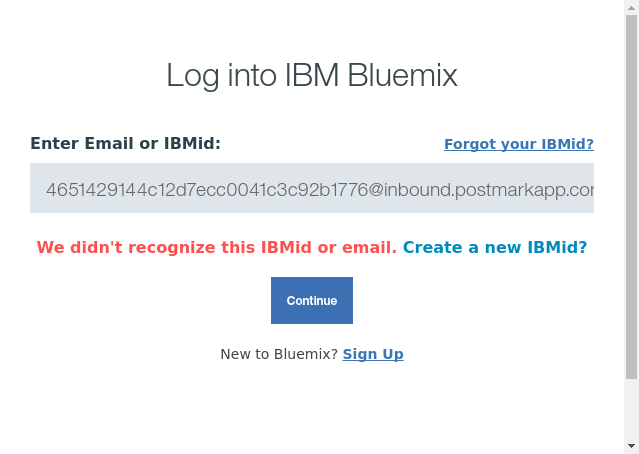 Log into IBM Bluemix
Enter Email or IBMid: Forgot your IBMid?
4651429144c12d7ecc0041c3c92b1776@inbound.postmarkapp.com
We didn't recognize this IBMid or email. Create a new IBMid?
Continue
New to Bluemix? Sign Up